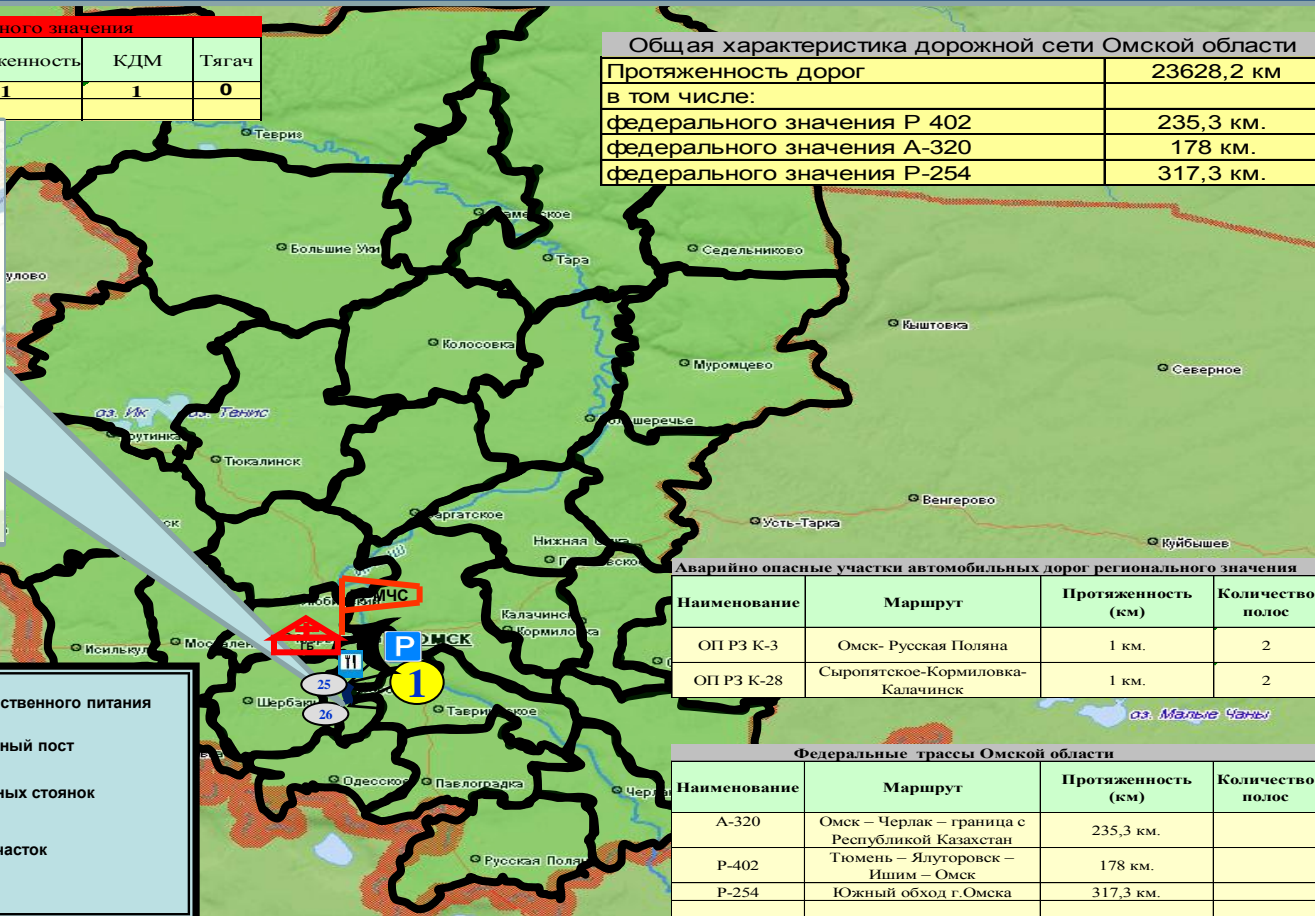 ного значения
женность КДМ Тягач
1 1 0
Общая характеристика дорожной сети Омской области
Протяженность дорог 23628,2 км
в том числе:
федерального значения Р 402 235,3 км.
федерального значения А-320 178 км.
федерального значения Р-254 317,3 км.
Тевриз
Большие Уки
Седельниково
Тара
улово
Кыштовка
Колосовка
Муромцево
Северное
оз. Ик оз. Тенис
Тюкалинск
Венгерово
Усть-Тарка
Нижняя
Куйбышев
МЧС
Калачинск
Кормиловка
Исилькул
ОМСК
P
1
25
26
Одесское
Павлоградка
Русская Поляна
оз. Малые Чаны
Аварийно опасные участки автомобильных дорог регионального значения
Наименование Маршрут Протяженность (км) Количество полос
ОП РЗ К-3 Омск- Русская Поляна 1 км. 2
ОП РЗ К-28 Сыропятское-Кормиловка-
Калачинск 1 км. 2
Федеральные трассы Омской области
Наименование Маршрут Протяженность (км) Количество полос
А-320 Омск – Черлак – граница с
Республикой Казахстан 235,3 км.
Р-402 Тюмень – Ялуторовск –
Ишим – Омск 178 км.
Р-254 Южный обход г.Омска 317,3 км.
ственного питания
ный пост
ных стоянок
часток